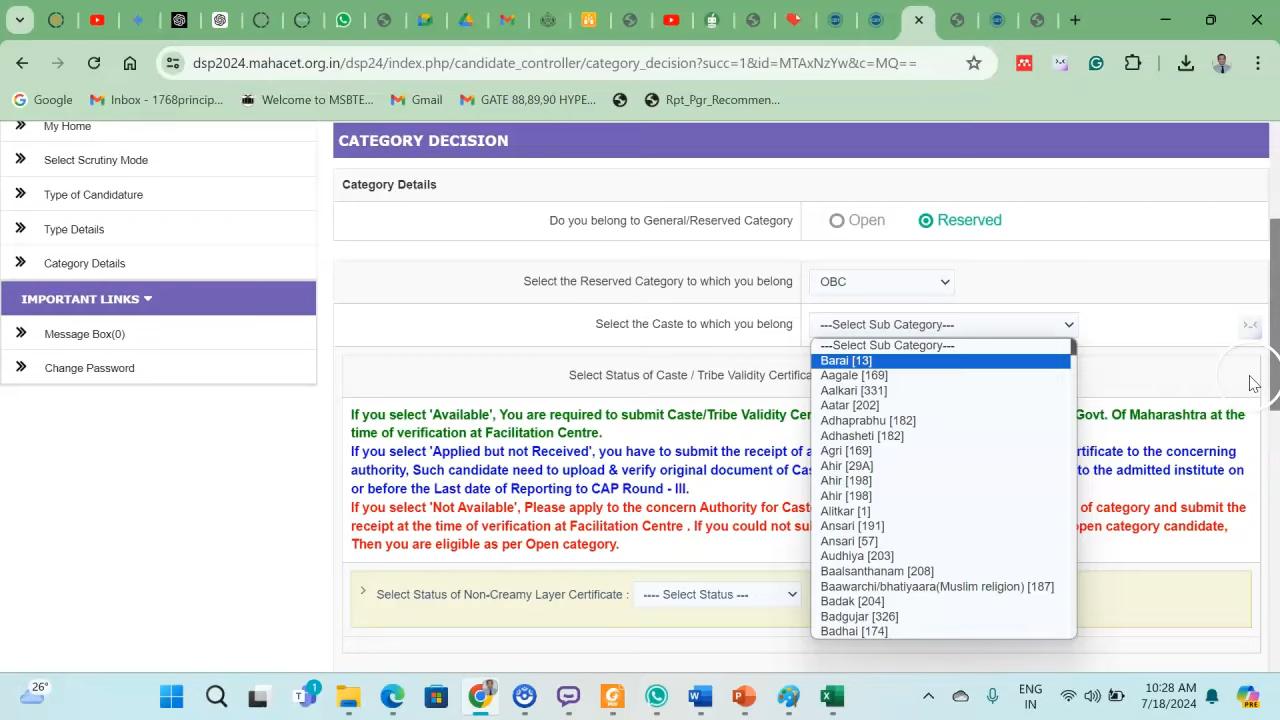 dsp2024.mahacet.org.in/dsp24/index.php/candidate_controller/category_decision?succ=1&id=MTAxNzYw&c=MQ==
Google
Inbox - 1768princip...
Welcome to MSBTE...
Gmail
GATE 88,89,90 HYPE...
Rpt_Pgr_Recommen...
My Home
Select Scrutiny Mode
Type of Candidature
Type Details
Category Details
IMPORTANT LINKS
Message Box(0)
Change Password
CATEGORY DECISION
Category Details
Do you belong to General/Reserved Category
Open
Reserved
Select the Reserved Category to which you belong
OBC
Select the Caste to which you belong
---Select Sub Category---
---Select Sub Category---
Barai [13]
Aagale [169]
Aalkari [331]
Aatar [202]
Adhaprabhu [182]
Adhasheti [182]
Agri [169]
Ahir [29A]
Ahir [198]
Ahir [198]
Alitkar [1]
Ansari [191]
Ansari [57]
Audhiya [203]
Baalsanthanam [208]
Baawarchi/bhatiyaara(Muslim religion) [187]
Badak [204]
Badgujar [326]
Badhai [174]
Select Status of Caste / Tribe Validity Certifica
If you select 'Available', You are required to submit Caste/Tribe Validity Cer Govt. Of Maharashtra at the
time of verification at Facilitation Centre.
If you select 'Applied but not Received', you have to submit the receipt of a rtificate to the concerning
authority, Such candidate need to upload & verify original document of Cas to the admitted institute on
or before the Last date of Reporting to CAP Round - III.
If you select 'Not Available', Please apply to the concern Authority for Cast of category and submit the
receipt at the time of verification at Facilitation Centre . If you could not su open category candidate,
Then you are eligible as per Open category.
Select Status of Non-Creamy Layer Certificate :
---- Select Status ---
26°
1
ENG
IN
10:28 AM
7/18/2024
PRE